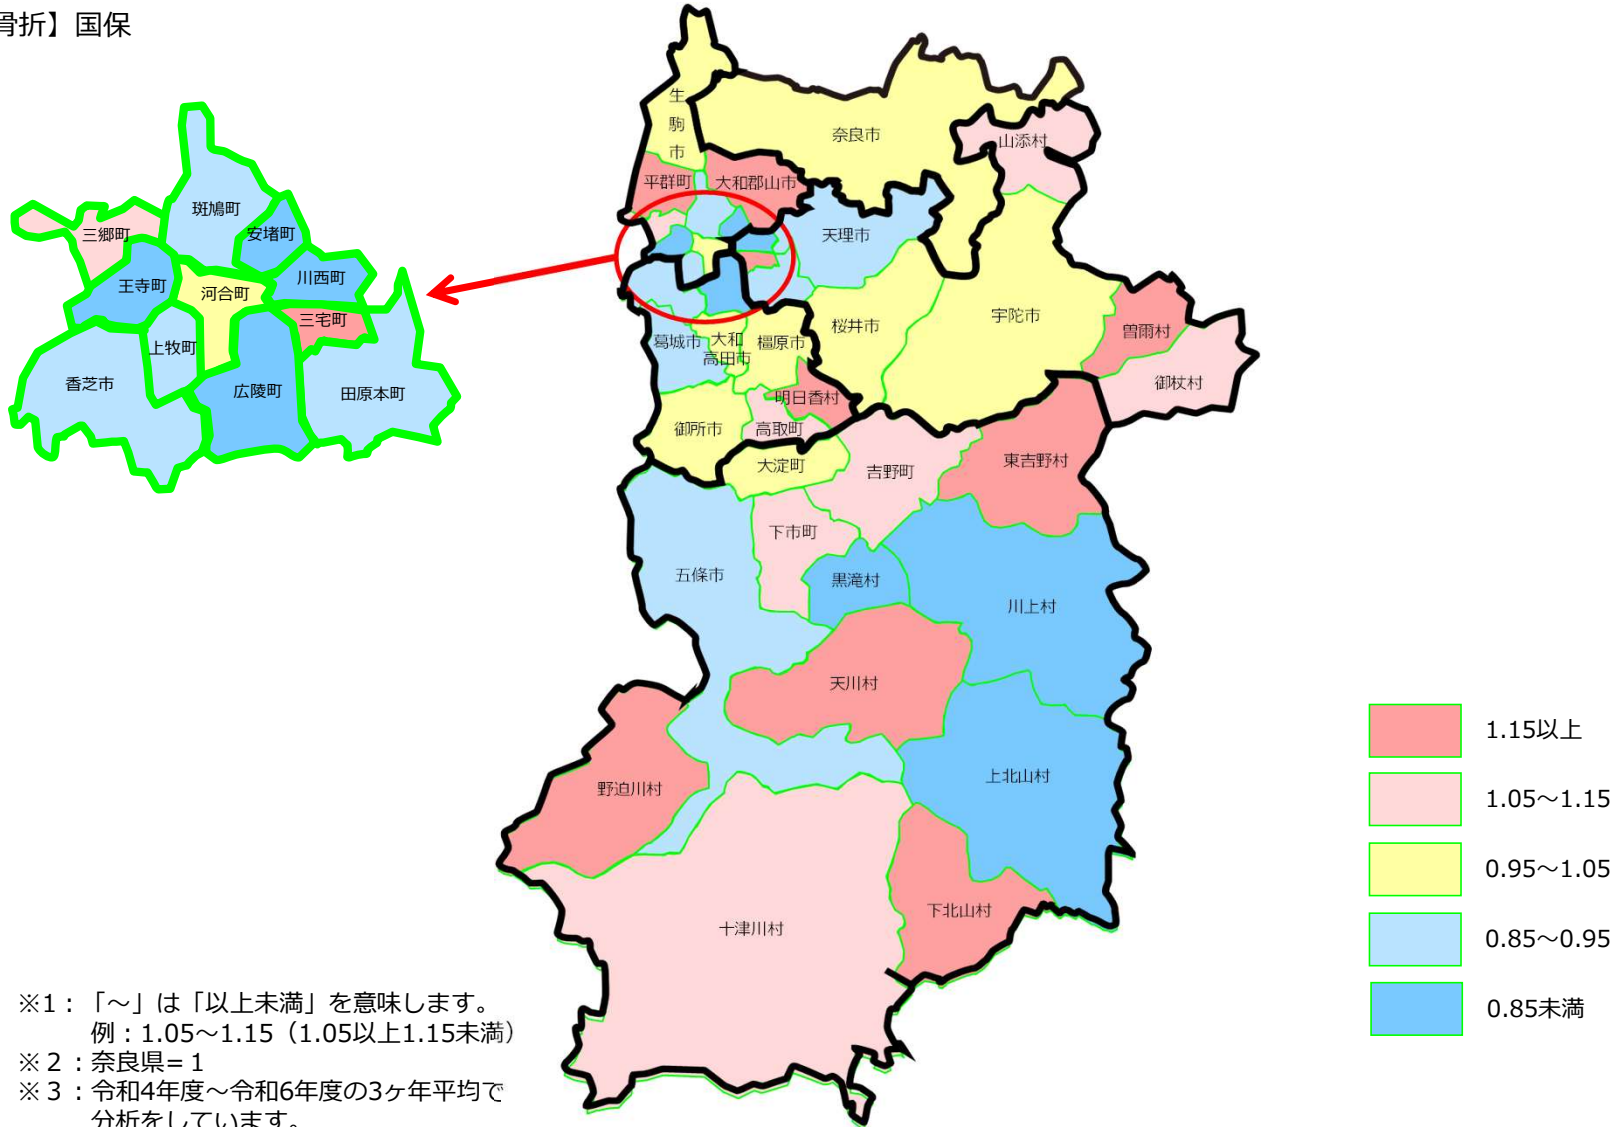 骨折】国保
生駒市
奈良市
山添村
平群町
大和郡山市
天理市
斑鳩町
安堵町
三郷町
王寺町
河合町
川西町
三宅町
上牧町
香芝市
広陵町
田原本町
葛城市
大和
高田市
橿原市
桜井市
宇陀市
曽爾村
御杖村
明日香村
高取町
御所市
大淀町
吉野町
東吉野村
下市町
五條市
黒滝村
川上村
天川村
上北山村
野迫川村
下北山村
十津川村
1.15以上
1.05～1.15
0.95～1.05
0.85～0.95
0.85未満
※1：「～」は「以上未満」を意味します。
例：1.05～1.15（1.05以上1.15未満）
※２：奈良県=１
※３：令和4年度～令和6年度の3ヶ年平均で
分析をしています。